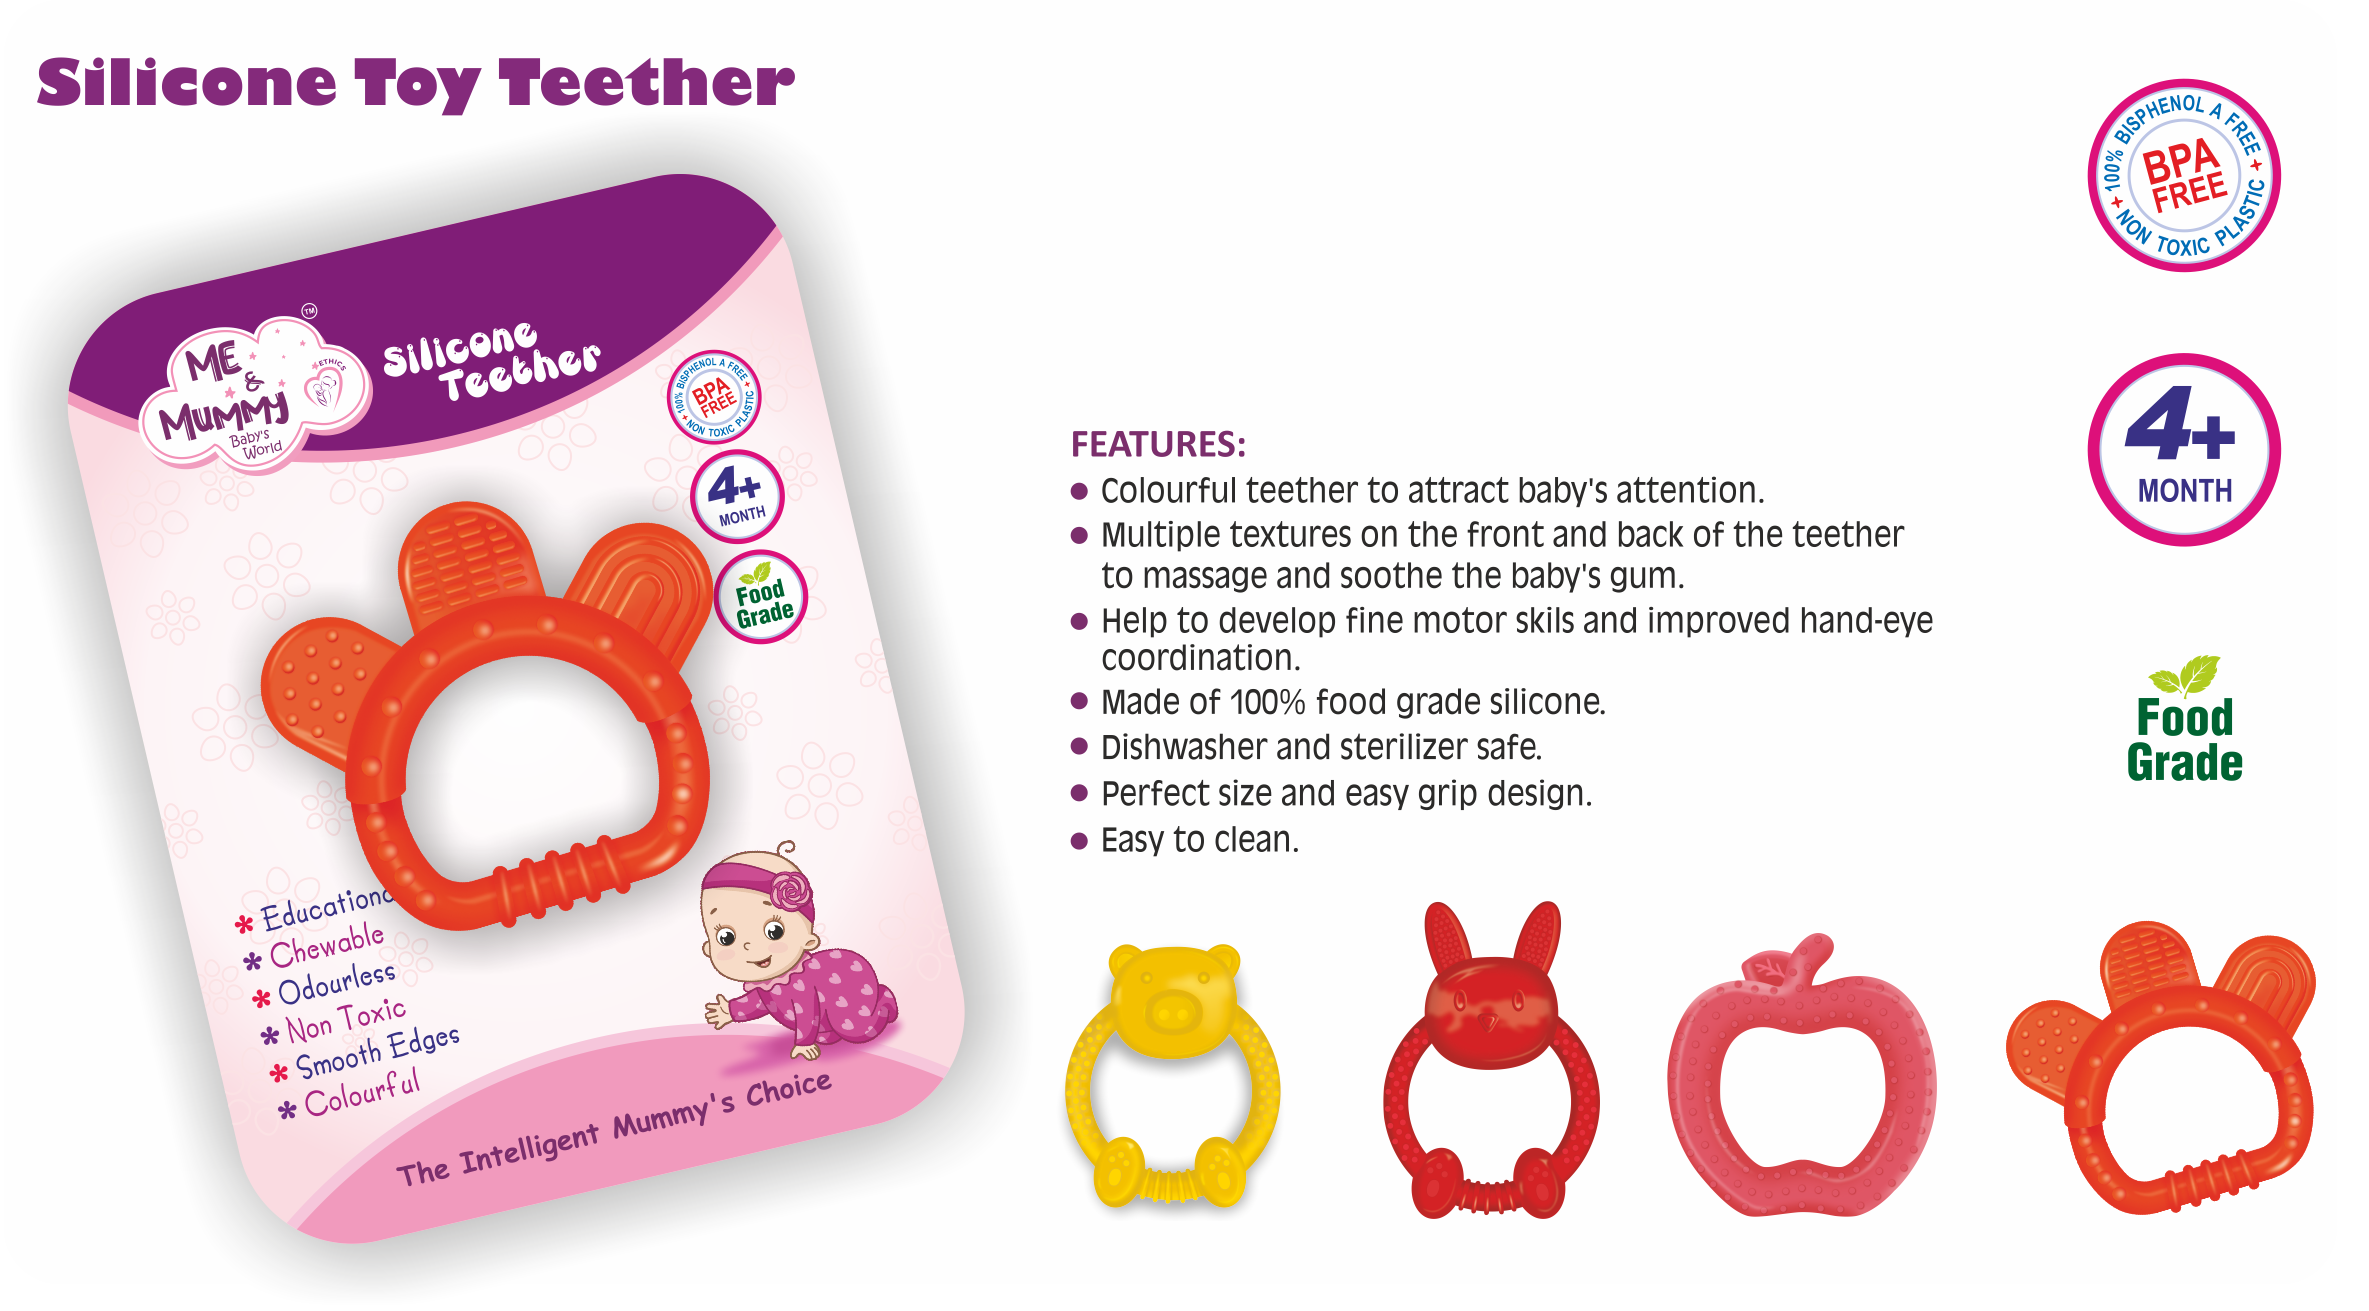 Silicone Toy Teether
TM
ME
&
MUMMY
Baby's
World
ETHICS
Silicone
Teether
100% BISPHENOL A FREE
BPA
FREE
NON TOXIC PLASTIC
4+
MONTH
Food
Grade
* Educationa
* Chewable
* Odourless
* Non Toxic
* Smooth Edges
* Colourful
The Intelligent Mummy's Choice
FEATURES:
● Colourful teether to attract baby's attention.
● Multiple textures on the front and back of the teether
to massage and soothe the baby's gum.
● Help to develop fine motor skils and improved hand-eye
coordination.
● Made of 100% food grade silicone.
● Dishwasher and sterilizer safe.
● Perfect size and easy grip design.
● Easy to clean.
100% BISPHENOL A FREE
BPA
FREE
NON TOXIC PLASTIC
4+
MONTH
Food
Grade